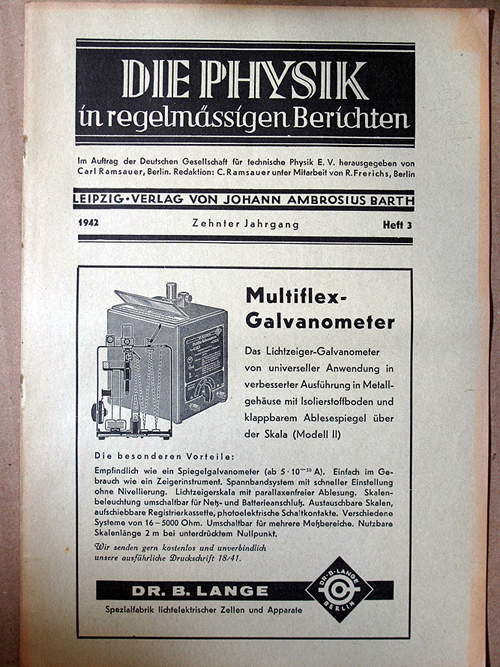 DIE PHYSIK
in regelmässigen Berichten
Im Auftrag der Deutschen Gesellschaft für technische Physik E. V. herausgegeben von
Carl Ramsauer, Berlin. Redaktion: C. Ramsauer unter Mitarbeit von R. Frerichs, Berlin
LEIPZIG · VERLAG VON JOHANN AMBROSIUS BARTH
1942 Zehnter Jahrgang Heft 3
Multiflex-
Galvanometer
Das Lichtzeiger-Galvanometer
von universeller Anwendung in
verbesserter Ausführung in Metall-
gehäuse mit Isolierstoffboden und
klappbarem Ablesespiegel über
der Skala (Modell II)
Die besonderen Vorteile:
Empfindlich wie ein Spiegelgalvanometer (ab 5·10⁻¹⁰ A). Einfach im Ge-
brauch wie ein Zeigerinstrument. Spannbandsystem mit schneller Einstellung
ohne Nivellierung. Lichtzeigerskala mit parallaxenfreier Ablesung. Skalen-
beleuchtung umschaltbar für Netz- und Batterieanschluß. Austauschbare Skalen,
aufschiebbare Registrierkassette, photoelektrische Schaltkontakte. Verschiedene
Systeme von 16–5000 Ohm. Umschaltbar für mehrere Meßbereiche. Nutzbare
Skalenlänge 2 m bei unterdrücktem Nullpunkt.
Wir senden gern kostenlos und unverbindlich
unsere ausführliche Druckschrift 18/41.
DR. B. LANGE
Spezialfabrik lichtelektrischer Zellen und Apparate
DR·B·LANGE
BERLIN